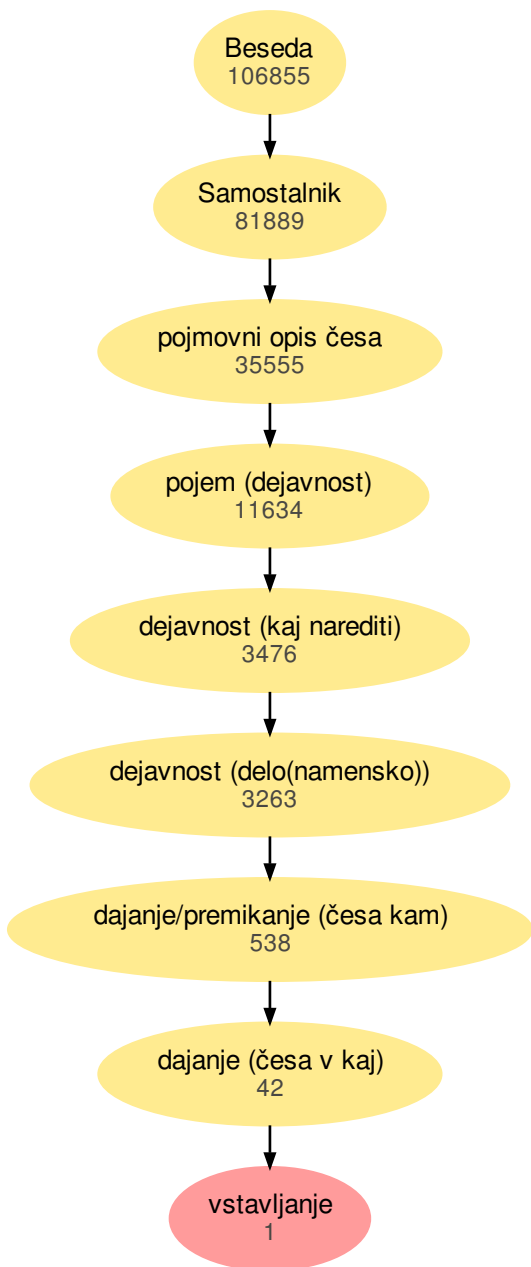 Beseda
106855
Samostalnik
81889
pojmovni opis česa
35555
pojem (dejavnost)
11634
dejavnost (kaj narediti)
3476
dejavnost (delo(namensko))
3263
dajanje/premikanje (česa kam)
538
dajanje (česa v kaj)
42
vstavljanje
1